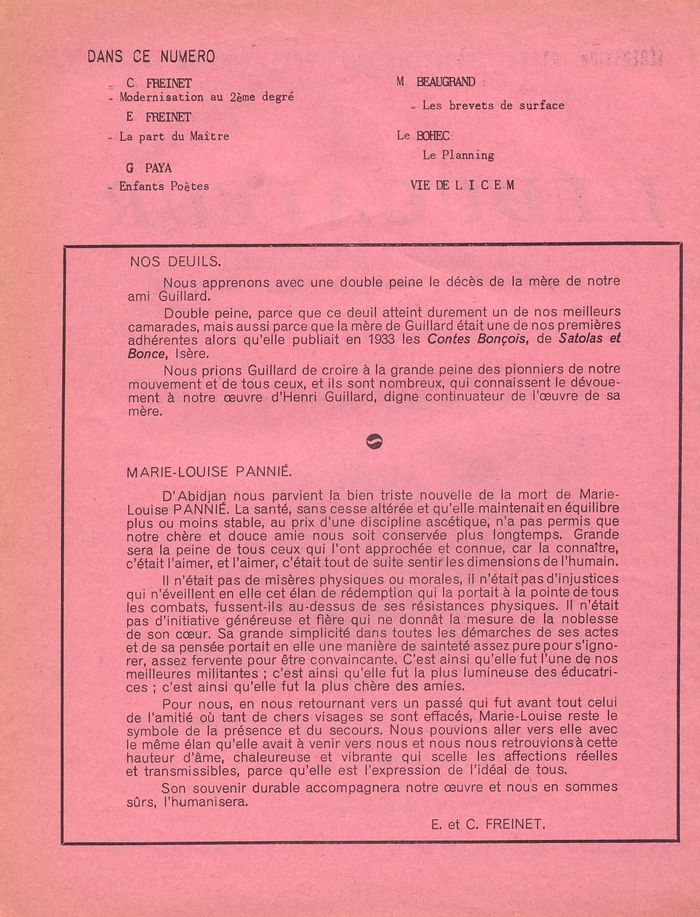 DANS CE NUMERO
C FREINET
- Modernisation au 2ème degré
E FREINET
- La part du Maitre
G PAYA
- Enfants Poètes
M BEAUGRAND :
- Les brevets de surface
Le BOHEC
Le Planning
VIE DE L I C E M
NOS DEUILS.
Nous apprenons avec une double peine le décès de la mère de notre
ami Guillard.
Double peine, parce que ce deuil atteint durement un de nos meilleurs
camarades, mais aussi parce que la mère de Guillard était une de nos premières
adhérentes alors qu'elle publiait en 1933 les Contes Bonçois, de Satolas et
Bonce, Isère.
Nous prions Guillard de croire à la grande peine des pionniers de notre
mouvement et de tous ceux, et ils sont nombreux, qui connaissent le dévoue-
ment à notre œuvre d'Henri Guillard, digne continuateur de l'œuvre de sa
mère.
MARIE-LOUISE PANNIÉ.
D'Abidjan nous parvient la bien triste nouvelle de la mort de Marie-
Louise PANNIÉ. La santé, sans cesse altérée et qu'elle maintenait en équilibre
plus ou moins stable, au prix d'une discipline ascétique, n'a pas permis que
notre chère et douce amie nous soit conservée plus longtemps. Grande
sera la peine de tous ceux qui l'ont approchée et connue, car la connaître,
c'était l'aimer, et l'aimer, c'était tout de suite sentir les dimensions de l'humain.
Il n'était pas de misères physiques ou morales, il n'était pas d'injustices
qui n'éveillent en elle cet élan de rédemption qui la portait à la pointe de tous
les combats, fussent-ils au-dessus de ses résistances physiques. Il n'était
pas d'initiative généreuse et fière qui ne donnât la mesure de la noblesse
de son cœur. Sa grande simplicité dans toutes les démarches de ses actes
et de sa pensée portait en elle une manière de sainteté assez pure pour s'igno-
rer, assez fervente pour être convaincante. C'est ainsi qu'elle fut l'une de nos
meilleures militantes ; c'est ainsi qu'elle fut la plus lumineuse des éducatri-
ces ; c'est ainsi qu'elle fut la plus chère des amies.
Pour nous, en nous retournant vers un passé qui fut avant tout celui
de l'amitié où tant de chers visages se sont effacés, Marie-Louise reste le
symbole de la présence et du secours. Nous pouvions aller vers elle avec
le même élan qu'elle avait à venir vers nous et nous nous retrouvions à cette
hauteur d'âme, chaleureuse et vibrante qui scelle les affections réelles
et transmissibles, parce qu'elle est l'expression de l'idéal de tous.
Son souvenir durable accompagnera notre œuvre et nous en sommes
sûrs, l'humanisera.
E. et C. FREINET.